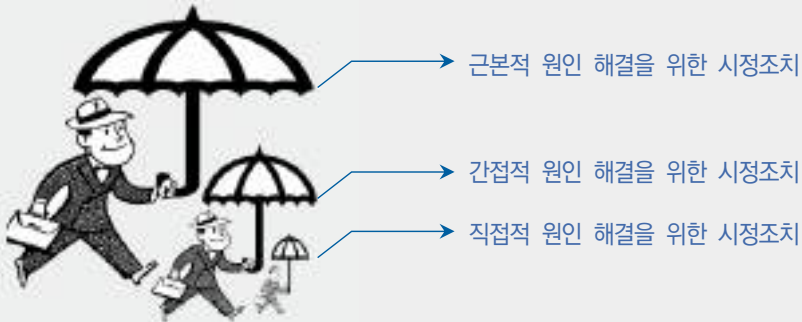 근본적 원인 해결을 위한 시정조치
간접적 원인 해결을 위한 시정조치
직접적 원인 해결을 위한 시정조치